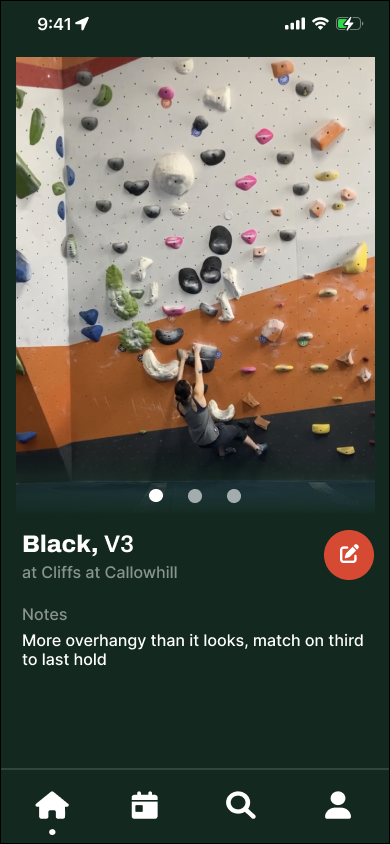 9:41
Black, V3
at Cliffs at Callowhill
Notes
More overhangy than it looks, match on third
to last hold